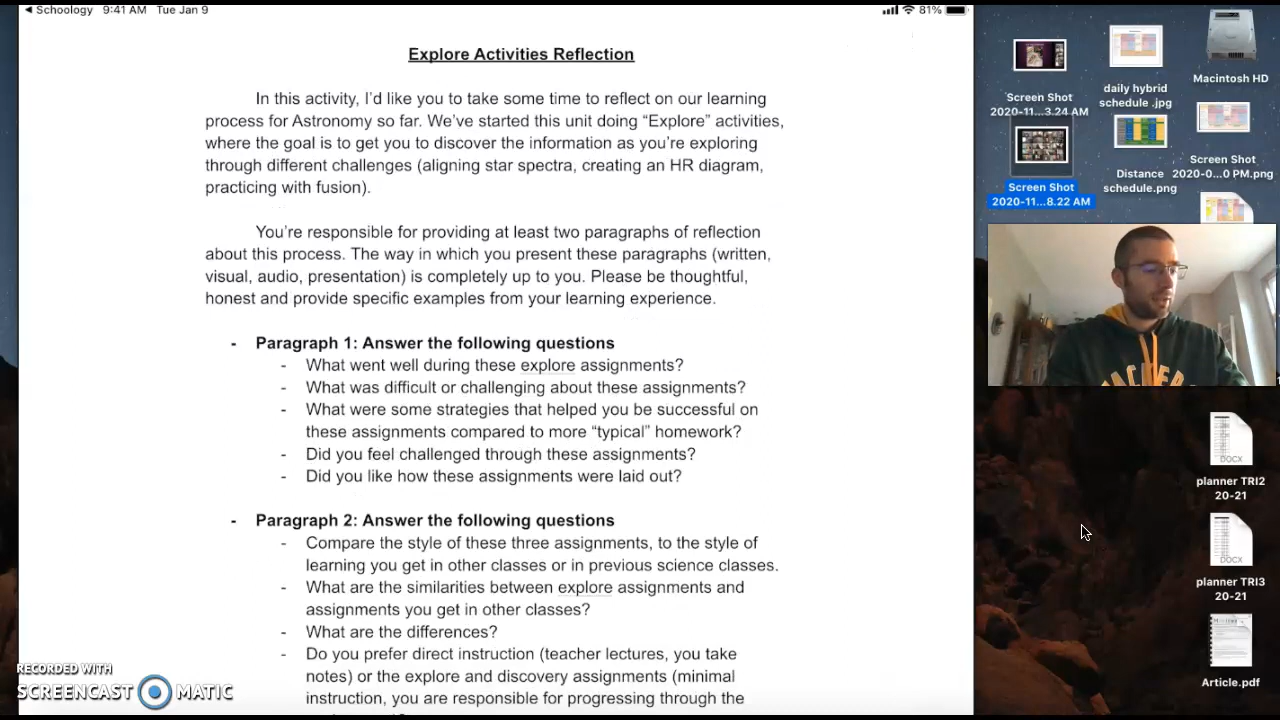 Schoology 9:41 AM Tue Jan 9 81%
Explore Activities Reflection
In this activity, I'd like you to take some time to reflect on our learning
process for Astronomy so far. We've started this unit doing "Explore" activities,
where the goal is to get you to discover the information as you're exploring
through different challenges (aligning star spectra, creating an HR diagram,
practicing with fusion).
You're responsible for providing at least two paragraphs of reflection
about this process. The way in which you present these paragraphs (written,
visual, audio, presentation) is completely up to you. Please be thoughtful,
honest and provide specific examples from your learning experience.
- Paragraph 1: Answer the following questions
- What went well during these explore assignments?
- What was difficult or challenging about these assignments?
- What were some strategies that helped you be successful on
these assignments compared to more "typical" homework?
- Did you feel challenged through these assignments?
- Did you like how these assignments were laid out?
- Paragraph 2: Answer the following questions
- Compare the style of these three assignments, to the style of
learning you get in other classes or in previous science classes.
- What are the similarities between explore assignments and
assignments you get in other classes?
- What are the differences?
- Do you prefer direct instruction (teacher lectures, you take
notes) or the explore and discovery assignments (minimal
instruction, you are responsible for progressing through the
RECORDED WITH
SCREENCAST MATIC
Screen Shot
2020-11...3.24 AM
daily hybrid
schedule .jpg
Macintosh HD
Screen Shot
2020-11...8.22 AM
Distance
schedule.png
Screen Shot
2020-0...0 PM.png
DOCX
planner TRI2
20-21
DOCX
planner TRI3
20-21
Article.pdf